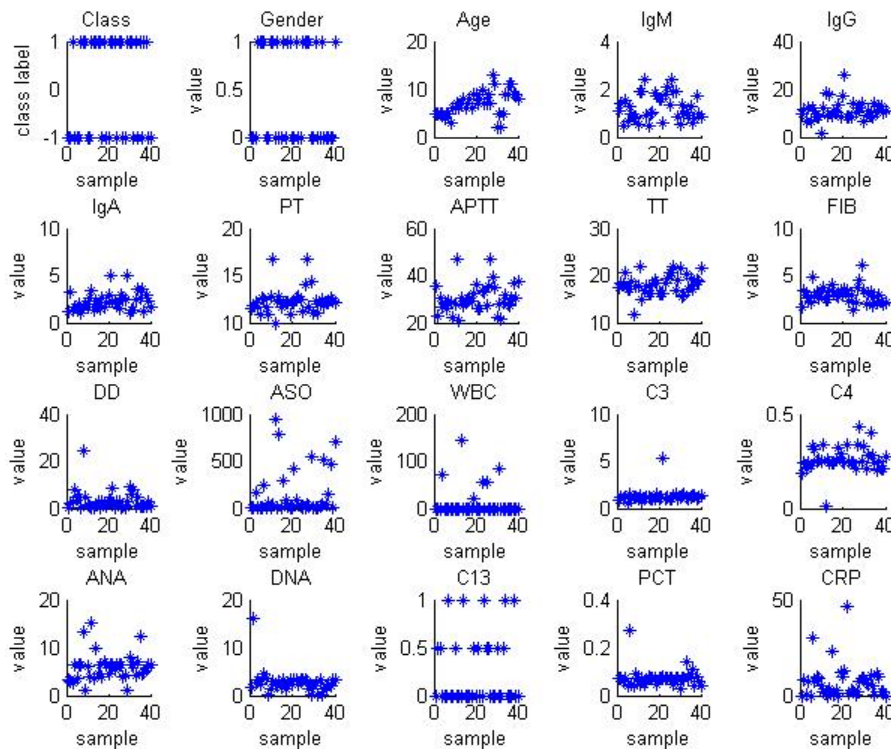 Class Gender Age IgM IgG
1 1 20 4 40
class label 0 value 0.5 value 10 value 2 value 20
-1 0 0 0 0
0 20 40 0 20 40 0 20 40 0 20 40 0 20 40
sample sample sample sample sample
IgA PT APTT TT FIB
10 20 60 30 10
value 5 value 15 value 40 value 20 value 5
0 10 20 10 0
0 20 40 0 20 40 0 20 40 0 20 40 0 20 40
sample sample sample sample sample
DD ASO WBC C3 C4
40 1000 200 10 0.5
value 20 value 500 value 100 value 5 value
0 0 0 0 0
0 20 40 0 20 40 0 20 40 0 20 40 0 20 40
sample sample sample sample sample
ANA DNA C13 PCT CRP
20 20 1 0.4 50
value 10 value 10 value 0.5 value 0.2 value
0 0 0 0 0
0 20 40 0 20 40 0 20 40 0 20 40 0 20 40
sample sample sample sample sample